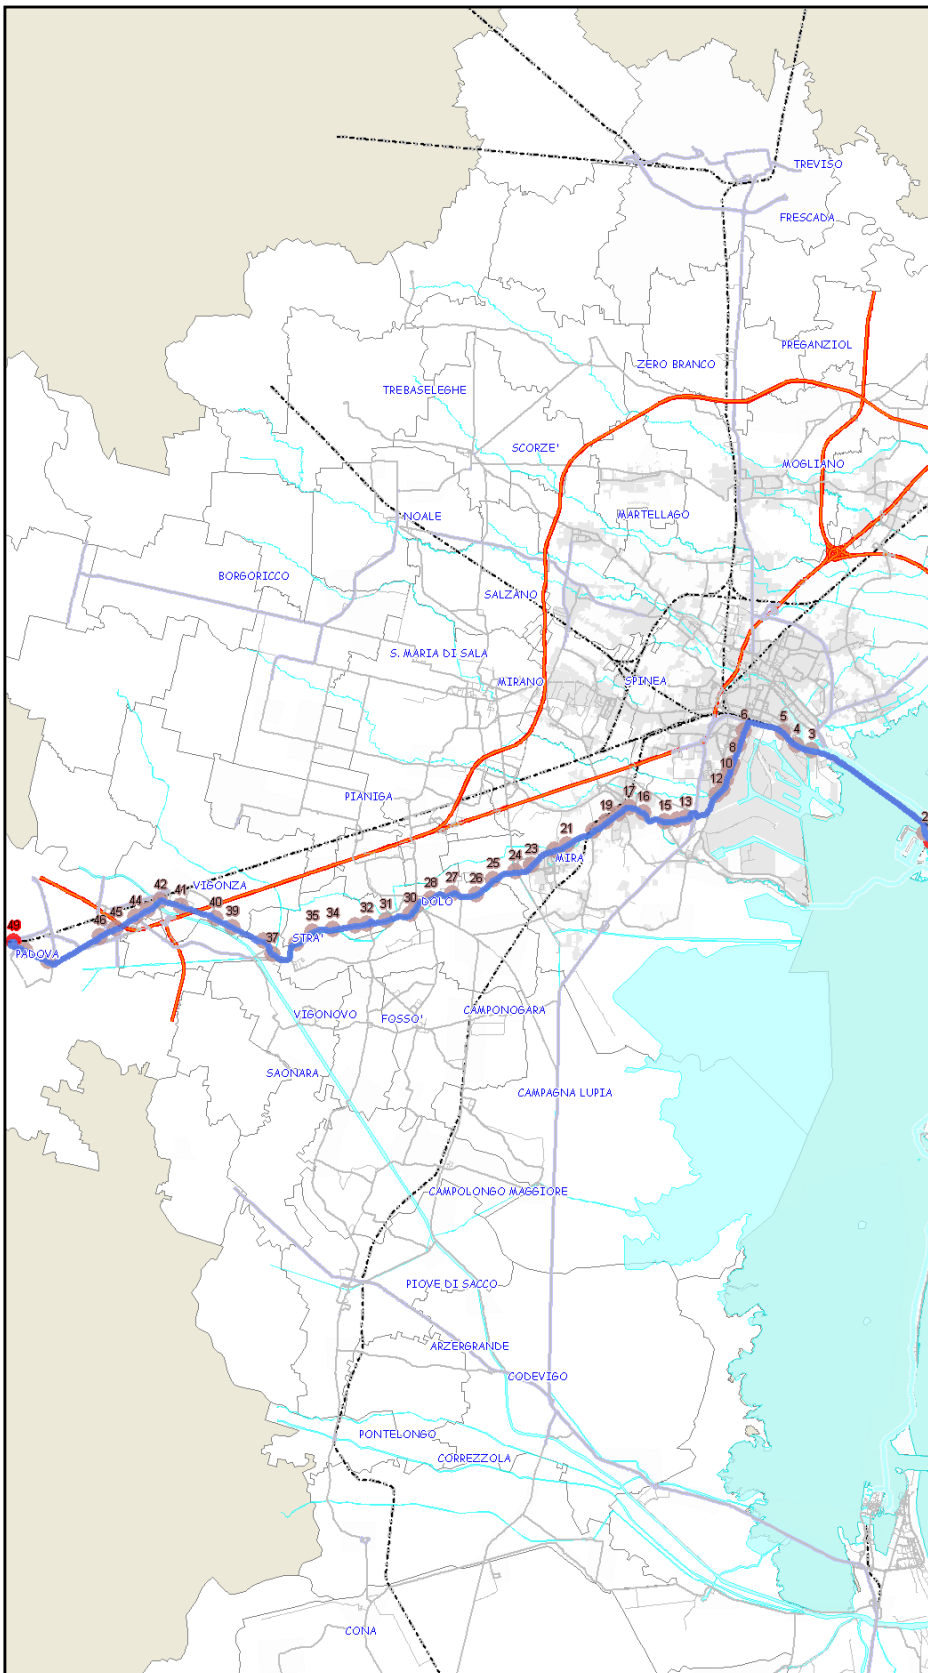 TREVISO
FRESCADA
PREGANZIOL
ZERO BRANCO
TREBASELEGHE
SCORZE'
MOGLIANO
MARTELLAGO
NOALE
BORGORICCO
SALZANO
S. MARIA DI SALA
MIRANO
SPINEA
6
5
4
3
8
10
12
PIANIGA
17
16
19
15
13
2
21
MIRA
24
23
25
26
27
28
DOLO
30
31
32
34
35
STRA'
37
39
40
41
42
VIGONZA
44
45
46
49
PADOVA
VIGONOVO
FOSSO'
CAMPONOGARA
SAONARA
CAMPAGNA LUPIA
CAMPOLONGO MAGGIORE
PIOVE DI SACCO
ARZERGRANDE
CODEVIGO
PONTELONGO
CORREZZOLA
CONA